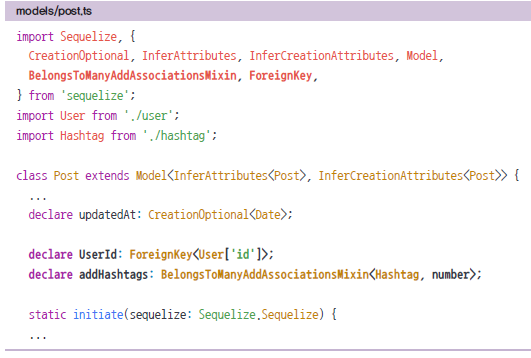 models/post.ts
import Sequelize, {
CreationOptional, InferAttributes, InferCreationAttributes, Model,
BelongsToManyAddAssociationsMixin, ForeignKey,
} from 'sequelize';
import User from './user';
import Hashtag from './hashtag';
class Post extends Model<InferAttributes<Post>, InferCreationAttributes<Post>> {
...
declare updatedAt: CreationOptional<Date>;
declare UserId: ForeignKey<User['id']>;
declare addHashtags: BelongsToManyAddAssociationsMixin<Hashtag, number>;
static initiate(sequelize: Sequelize.Sequelize) {
...